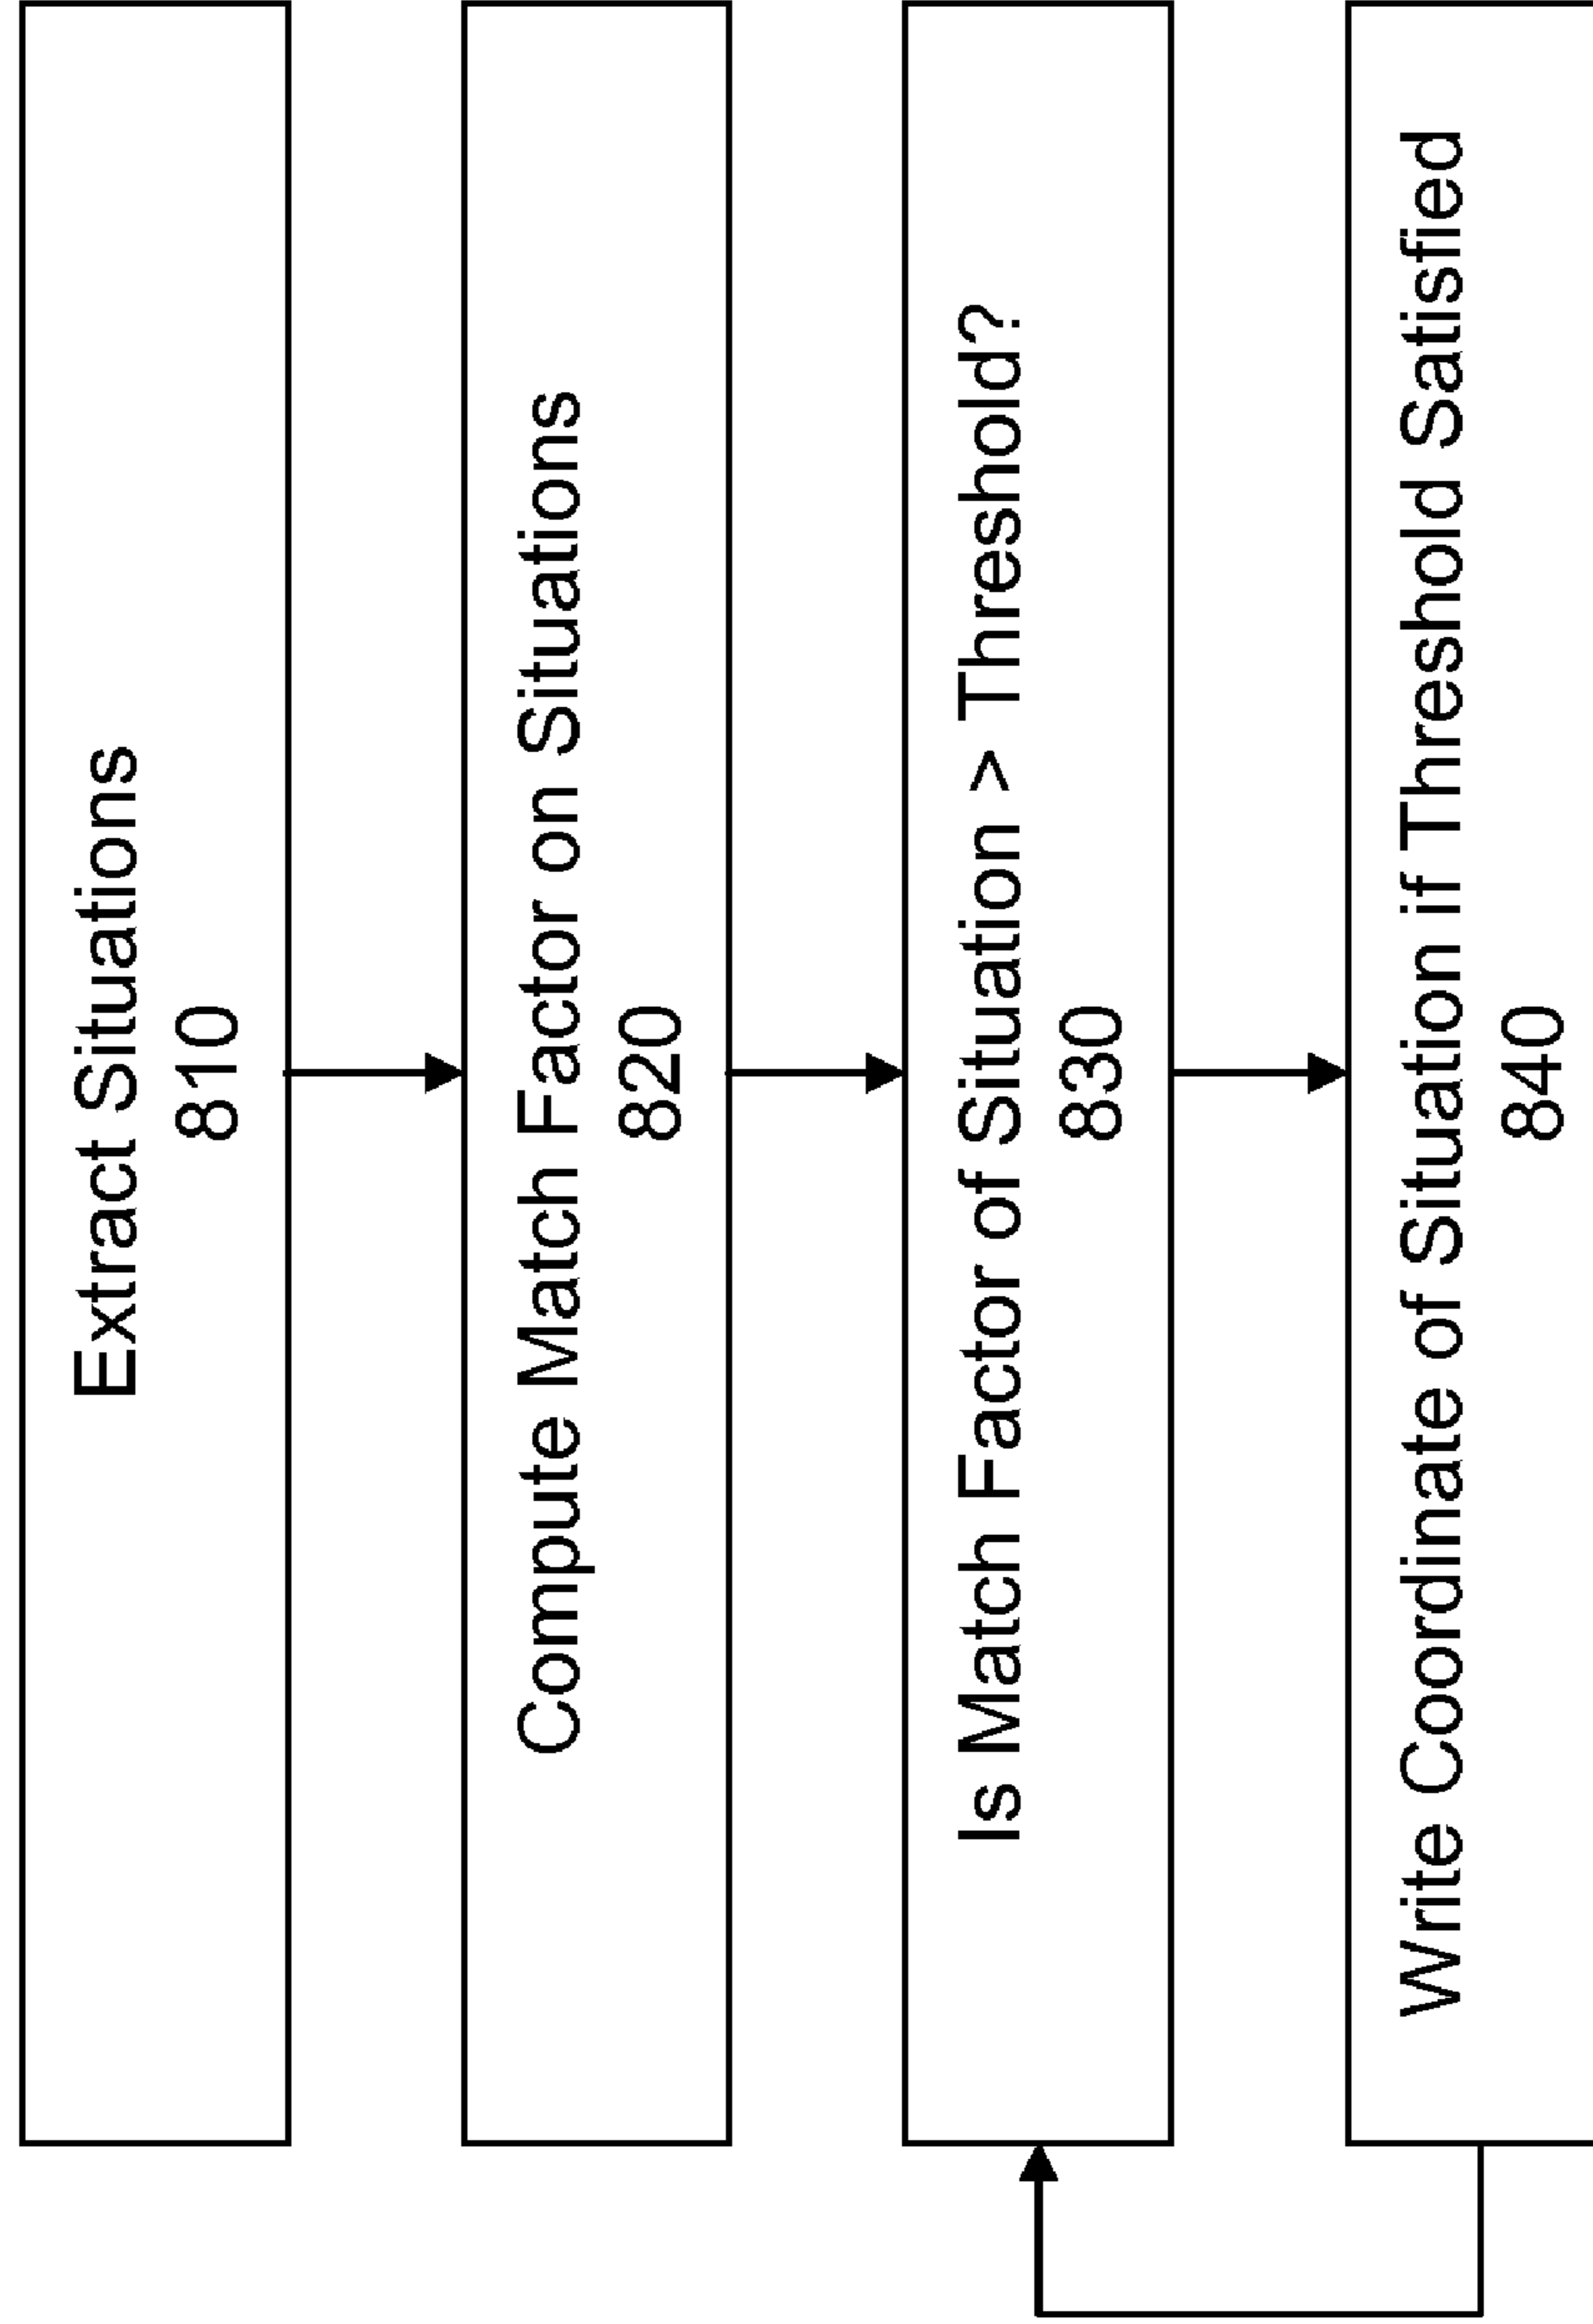 Extract Situations
810
Compute Match Factor on Situations
820
Is Match Factor of Situation > Threshold?
830
Write Coordinate of Situation if Threshold Satisfied
840